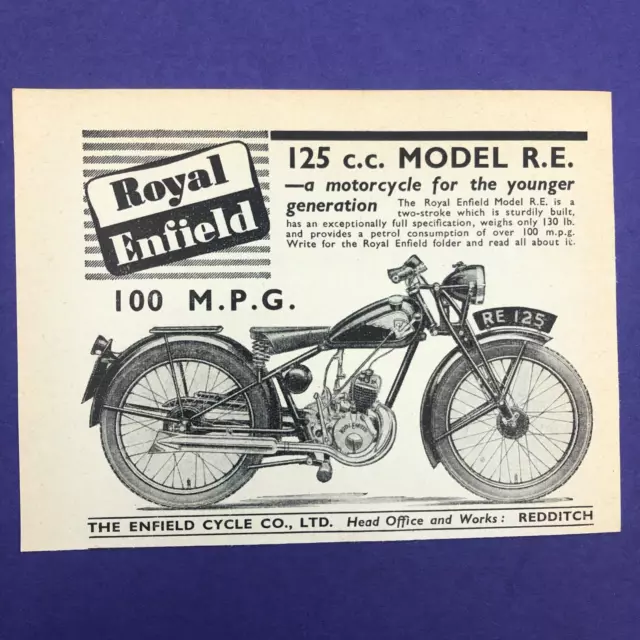 Royal
Enfield
125 c.c. MODEL R.E.
—a motorcycle for the younger
generation
The Royal Enfield Model R.E. is a
two-stroke which is sturdily built,
has an exceptionally full specification, weighs only 130 lb.
and provides a petrol consumption of over 100 m.p.g.
Write for the Royal Enfield folder and read all about it.
100 M.P.G.
RE 125
THE ENFIELD CYCLE CO., LTD. Head Office and Works: REDDITCH